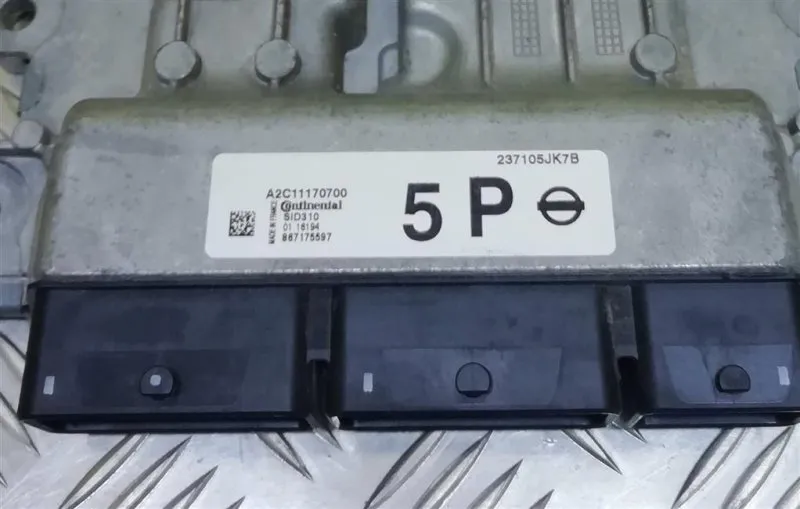 237105JK7B
A2C11170700
Continental
SID310
01 16194
867175597
MADE IN FRANCE
5 P